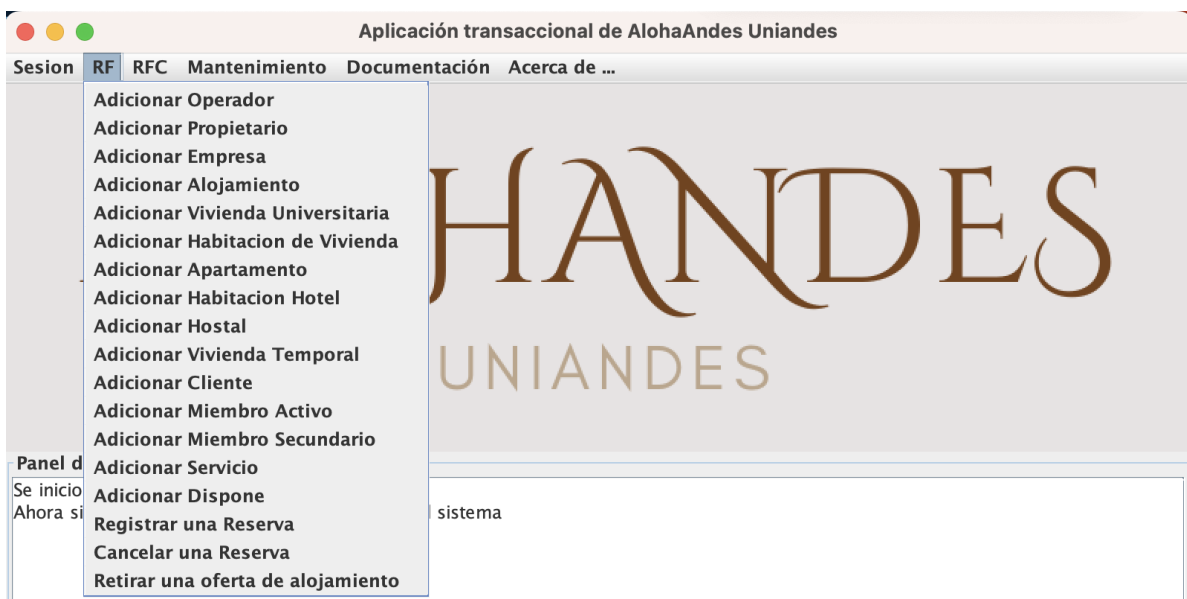 Aplicación transaccional de AlohaAndes Uniandes
Sesion RF RFC Mantenimiento Documentación Acerca de ...
Adicionar Operador
Adicionar Propietario
Adicionar Empresa
Adicionar Alojamiento
Adicionar Vivienda Universitaria
Adicionar Habitacion de Vivienda
Adicionar Apartamento
Adicionar Habitacion Hotel
Adicionar Hostal
Adicionar Vivienda Temporal
Adicionar Cliente
Adicionar Miembro Activo
Adicionar Miembro Secundario
Adicionar Servicio
Adicionar Dispone
Registrar una Reserva
Cancelar una Reserva
Retirar una oferta de alojamiento
HANDES
UNIANDES
Panel d
Se inicio
Ahora si sistema